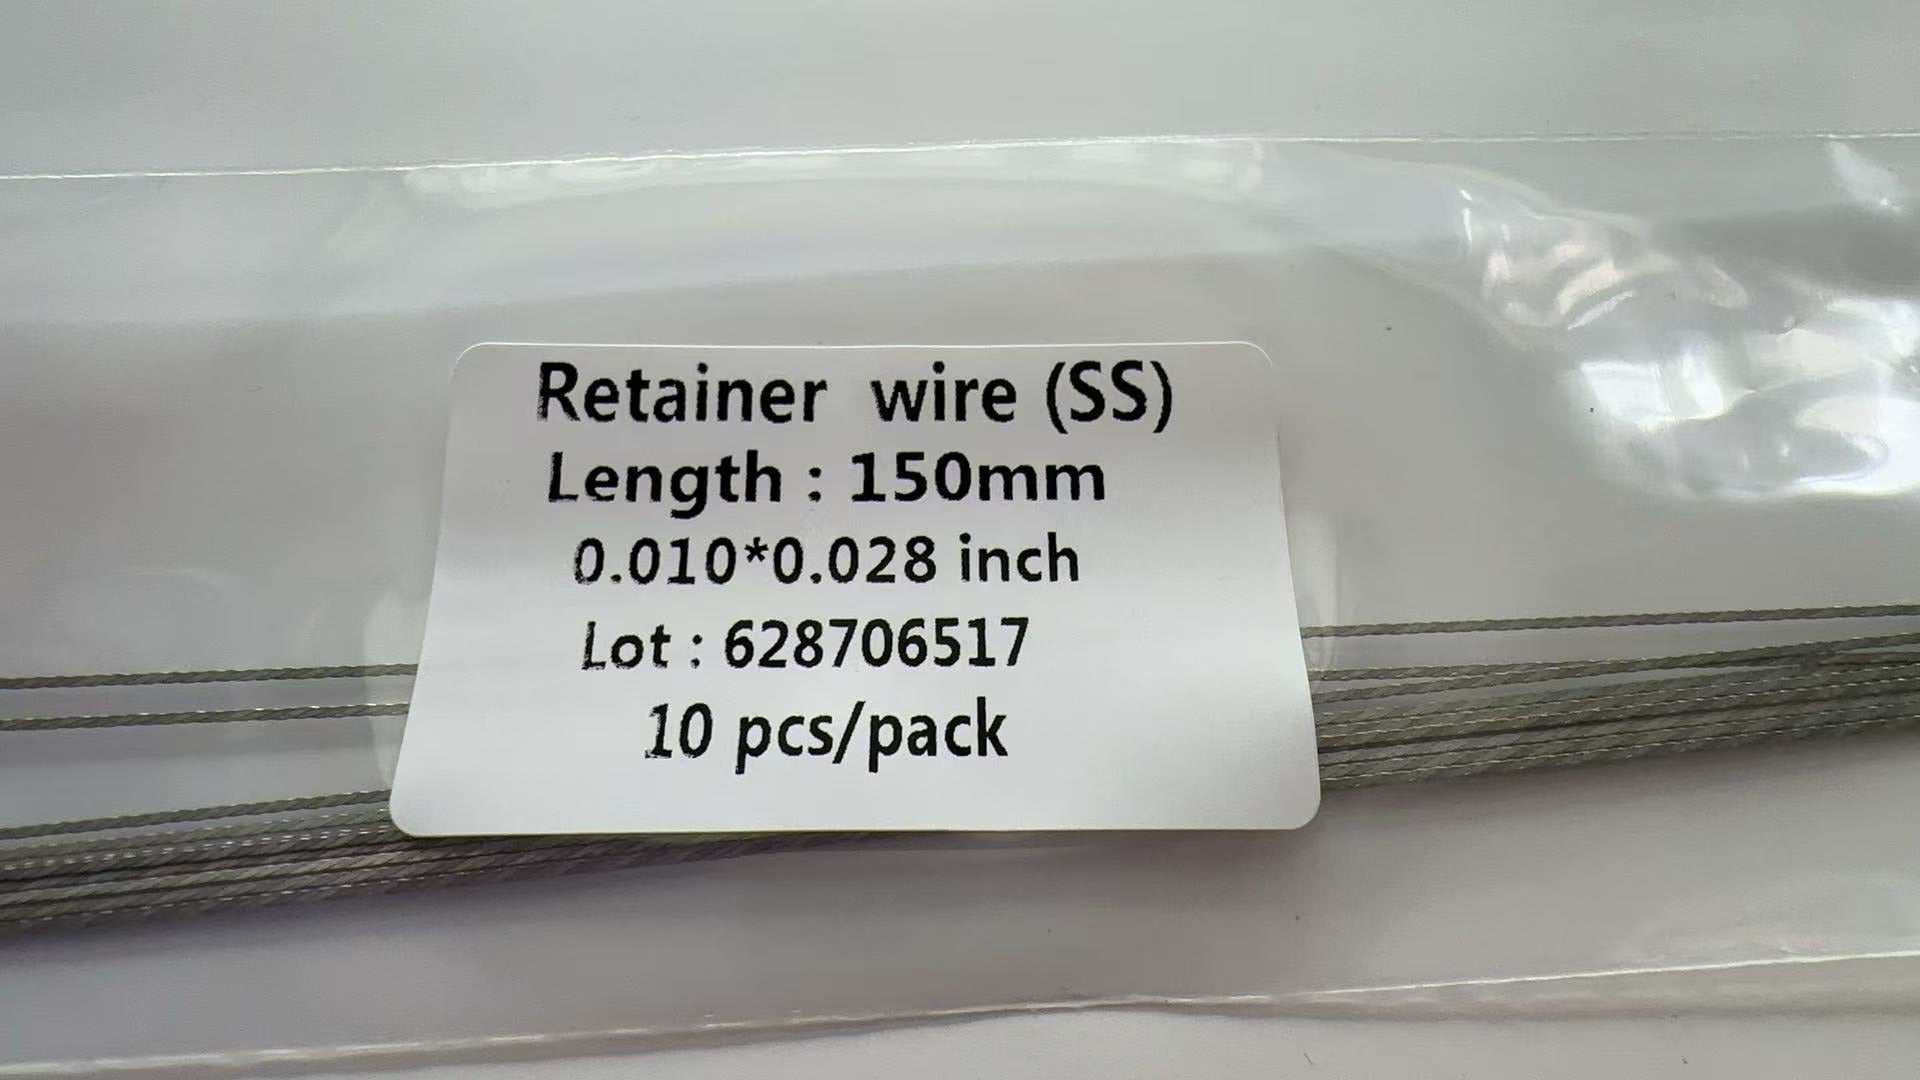 Retainer wire (SS)
Length : 150mm
0.010*0.028 inch
Lot : 628706517
10 pcs/pack